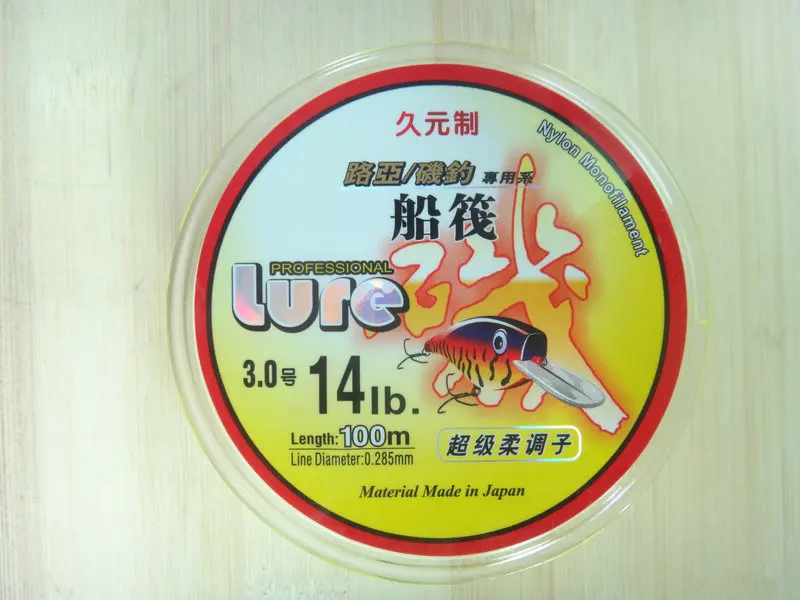 久元制
Nylon Monofilament
路亞/磯釣 專用系
船筏
磯
PROFESSIONAL
Lure
3.0号 14lb.
Length:100m
Line Diameter:0.285mm
超级柔调子
Material Made in Japan